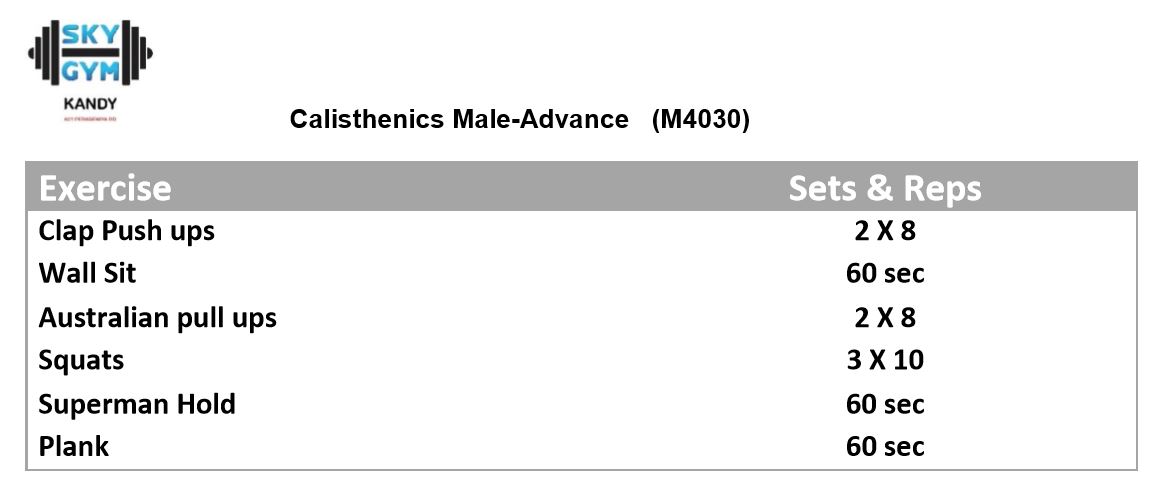 SKY
GYM
KANDY
Calisthenics Male-Advance (M4030)
Exercise Sets & Reps
Clap Push ups 2 X 8
Wall Sit 60 sec
Australian pull ups 2 X 8
Squats 3 X 10
Superman Hold 60 sec
Plank 60 sec